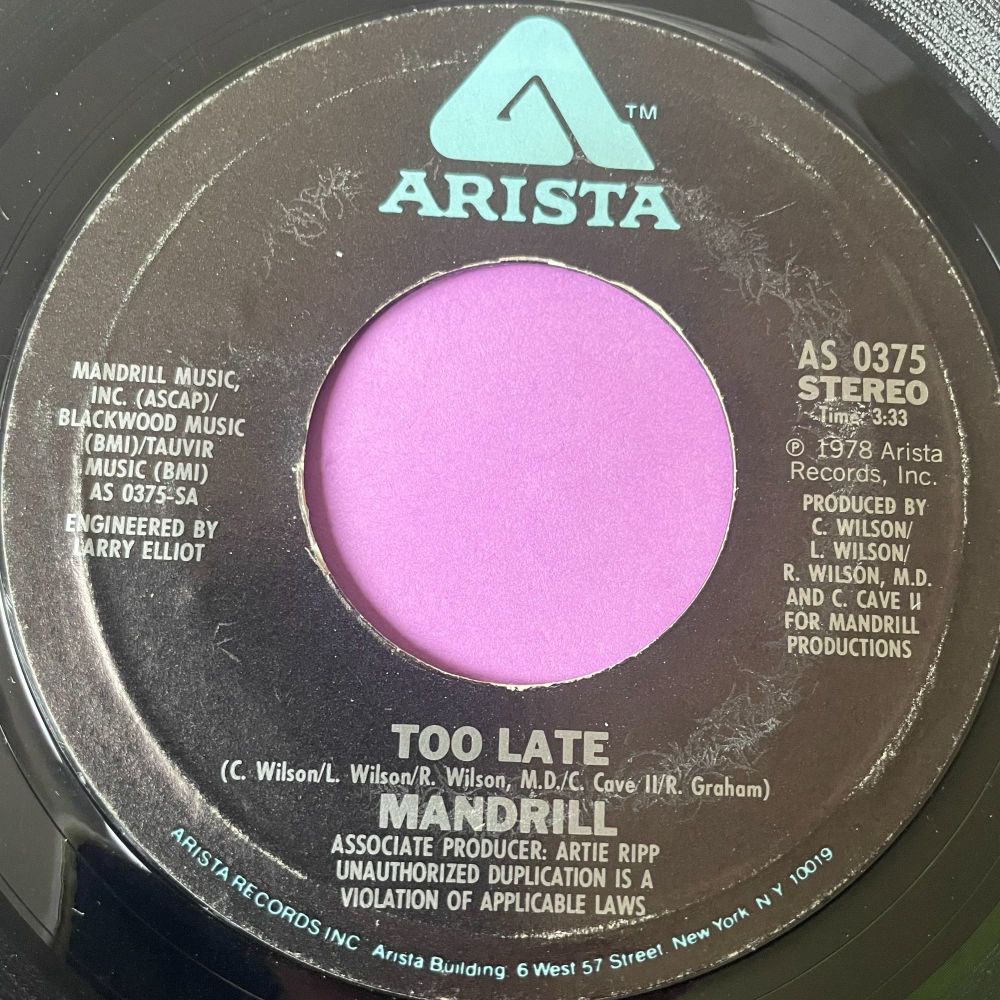 TM
ARISTA
MANDRILL MUSIC,
INC. (ASCAP)/
BLACKWOOD MUSIC
(BMI)/TAUVIR
MUSIC (BMI)
AS 0375-SA
ENGINEERED BY
LARRY ELLIOT
AS 0375
STEREO
Time 3:33
℗ 1978 Arista
Records, Inc.
PRODUCED BY
C. WILSON/
L. WILSON/
R. WILSON, M.D.
AND C. CAVE II
FOR MANDRILL
PRODUCTIONS
TOO LATE
(C. Wilson/L. Wilson/R. Wilson, M.D./C. Cave II/R. Graham)
MANDRILL
ASSOCIATE PRODUCER: ARTIE RIPP
UNAUTHORIZED DUPLICATION IS A
VIOLATION OF APPLICABLE LAWS
ARISTA RECORDS INC Arista Building 6 West 57 Street New York N Y 10019